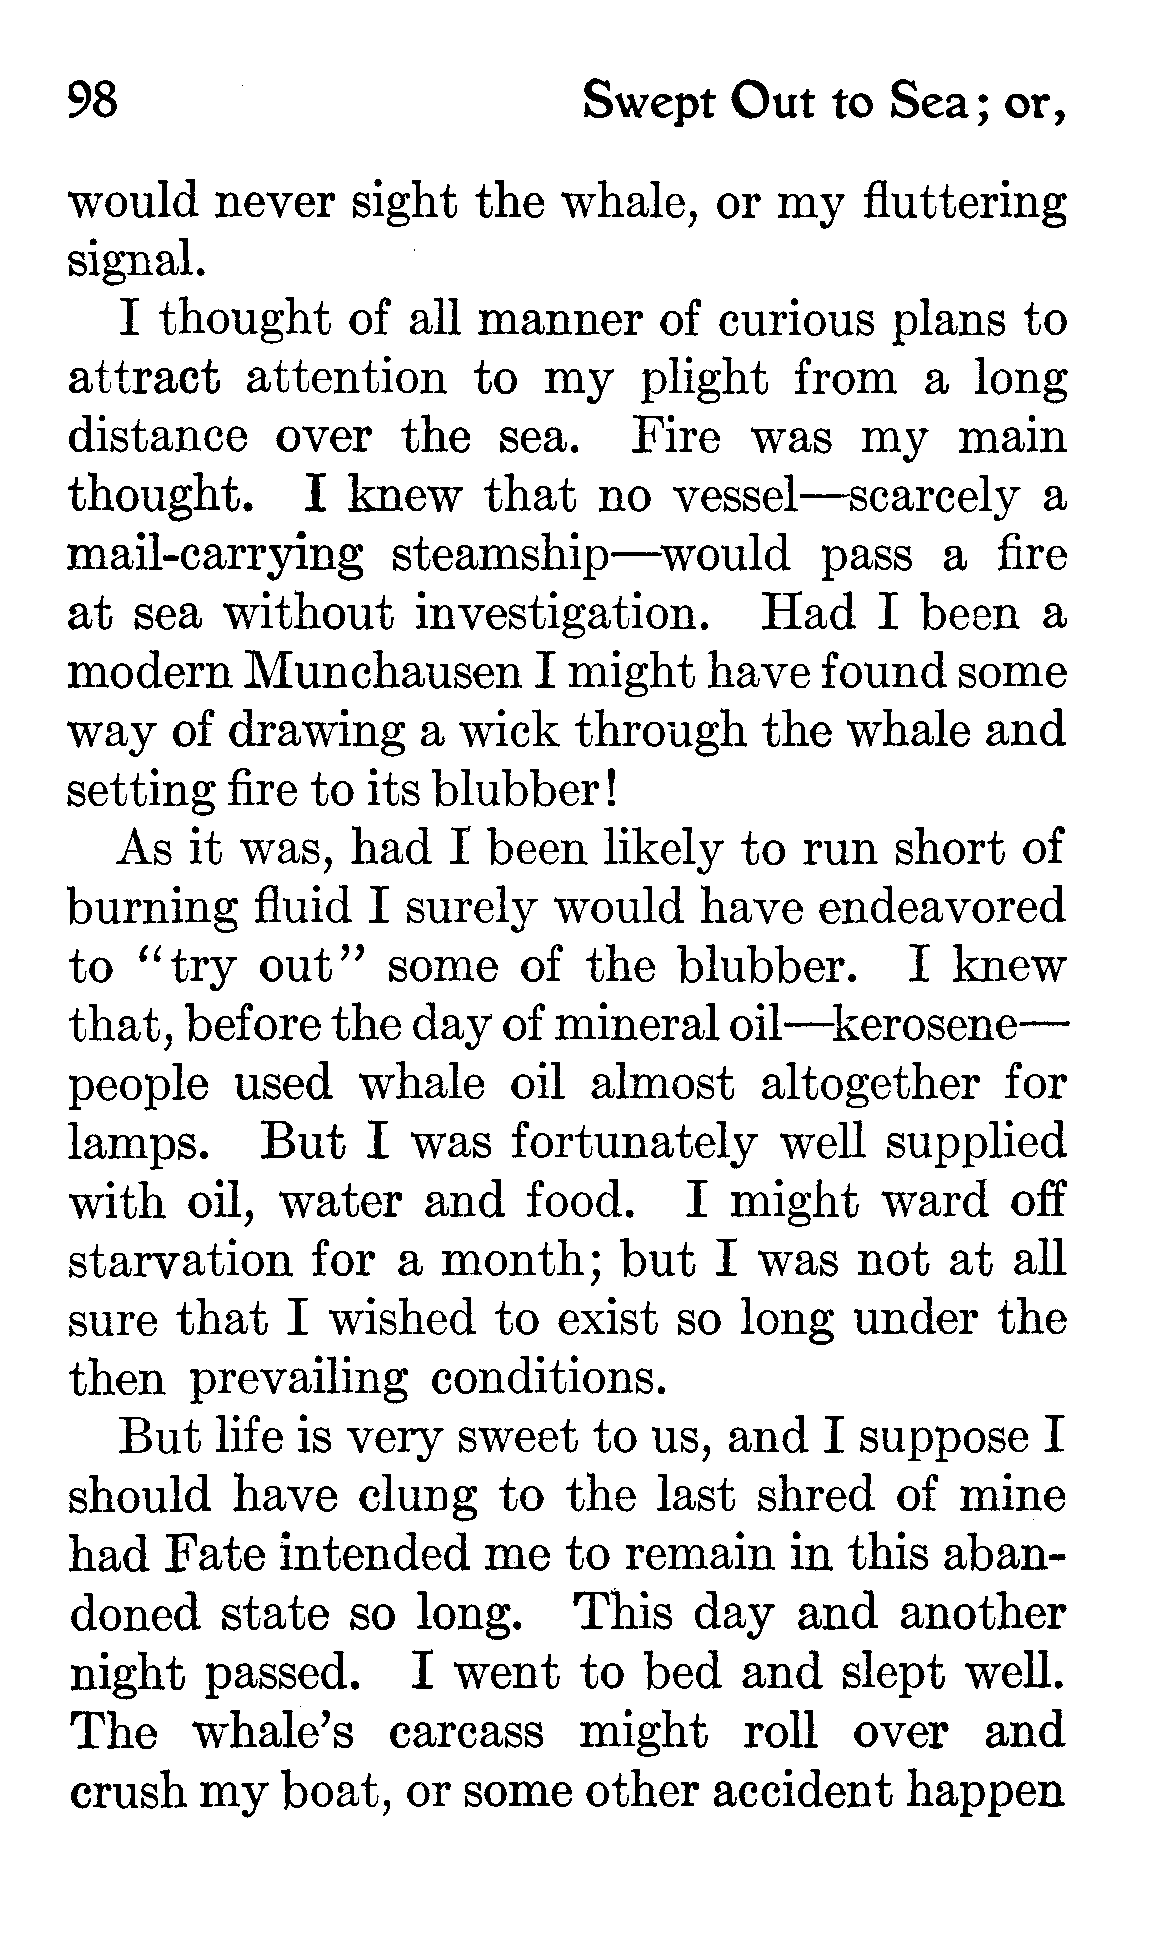 98 Swept Out to Sea; or,
would never sight the whale, or my fluttering
signal.
I thought of all manner of curious plans to
attract attention to my plight from a long
distance over the sea. Fire was my main
thought. I knew that no vessel—scarcely a
mail-carrying steamship—would pass a fire
at sea without investigation. Had I been a
modern Munchausen I might have found some
way of drawing a wick through the whale and
setting fire to its blubber!
As it was, had I been likely to run short of
burning fluid I surely would have endeavored
to “try out” some of the blubber. I knew
that, before the day of mineral oil—kerosene—
people used whale oil almost altogether for
lamps. But I was fortunately well supplied
with oil, water and food. I might ward off
starvation for a month; but I was not at all
sure that I wished to exist so long under the
then prevailing conditions.
But life is very sweet to us, and I suppose I
should have clung to the last shred of mine
had Fate intended me to remain in this aban-
doned state so long. This day and another
night passed. I went to bed and slept well.
The whale’s carcass might roll over and
crush my boat, or some other accident happen